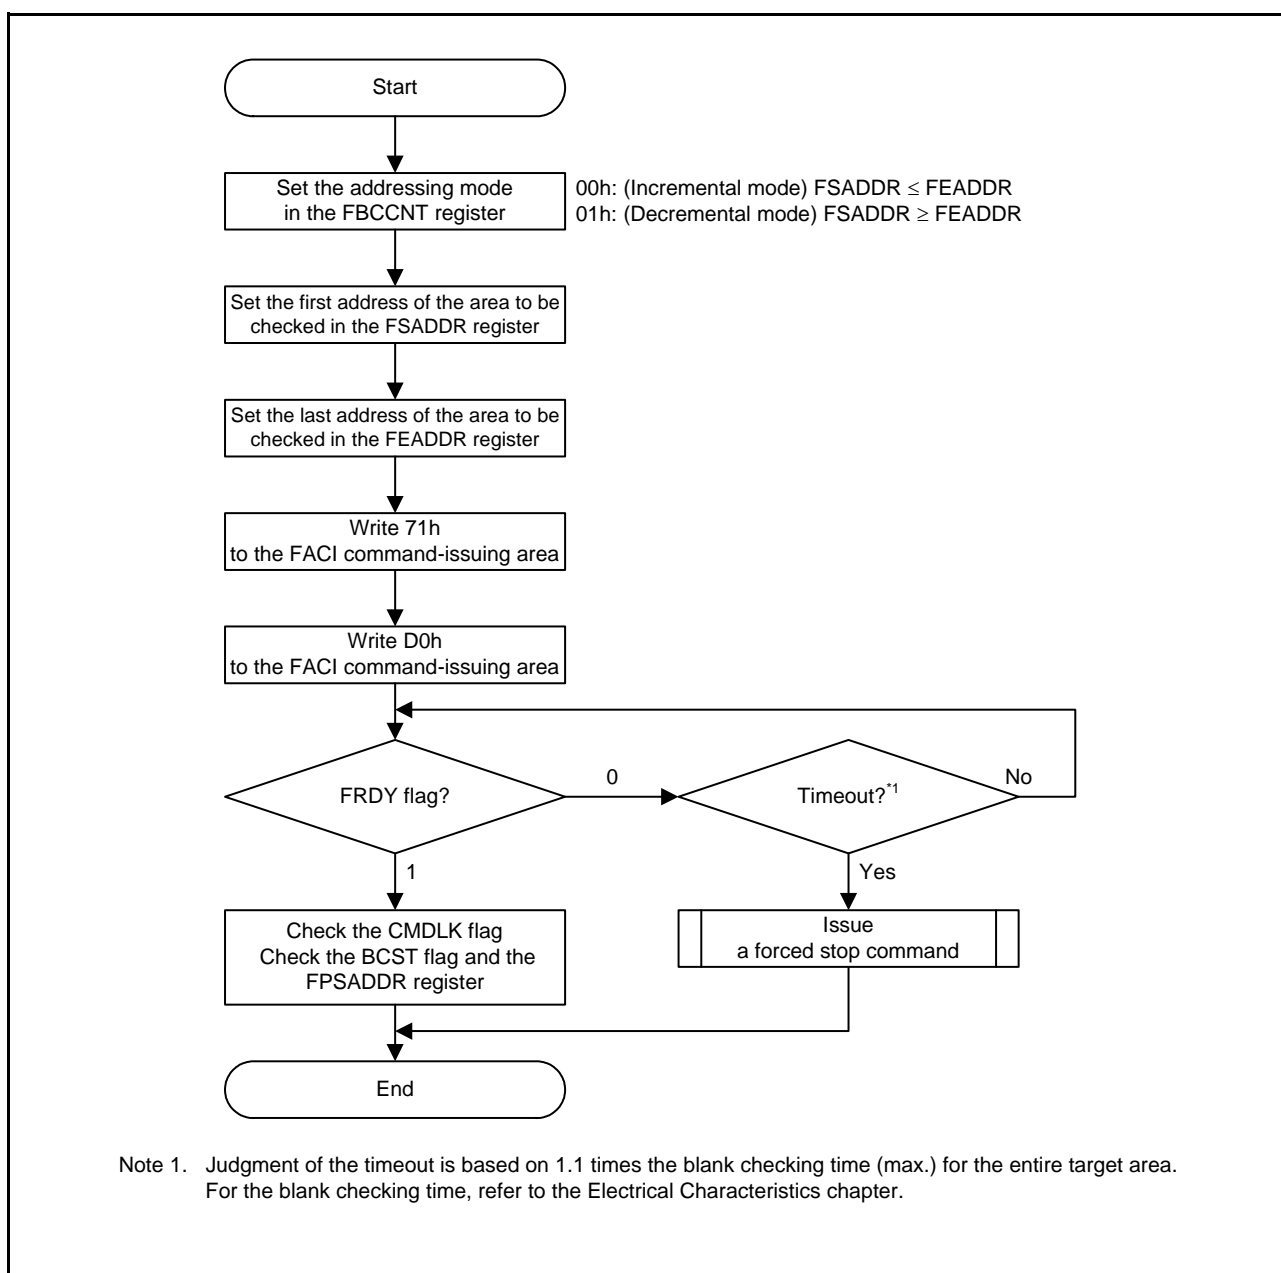 Start
Set the addressing mode
in the FBCCNT register
00h: (Incremental mode) FSADDR ≤ FEADDR
01h: (Decremental mode) FSADDR ≥ FEADDR
Set the first address of the area to be
checked in the FSADDR register
Set the last address of the area to be
checked in the FEADDR register
Write 71h
to the FACI command-issuing area
Write D0h
to the FACI command-issuing area
FRDY flag?
0
Timeout?*1
No
1
Yes
Check the CMDLK flag
Check the BCST flag and the
FPSADDR register
Issue
a forced stop command
End
Note 1. Judgment of the timeout is based on 1.1 times the blank checking time (max.) for the entire target area.
For the blank checking time, refer to the Electrical Characteristics chapter.